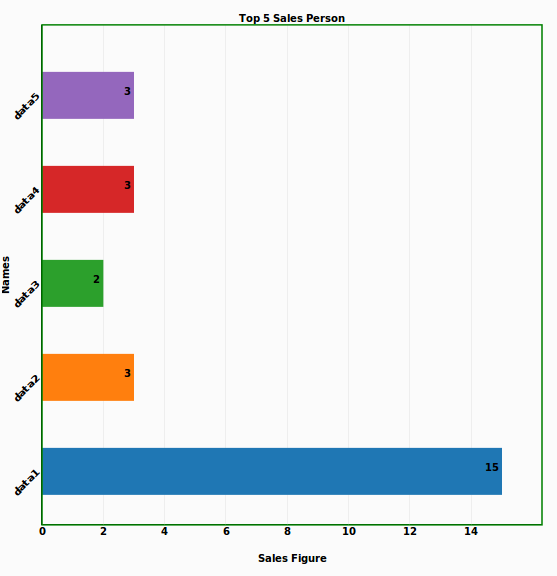 Top 5 Sales Person
data5
3
data4
3
Names
data3
2
data2
3
data1
15
0 2 4 6 8 10 12 14
Sales Figure